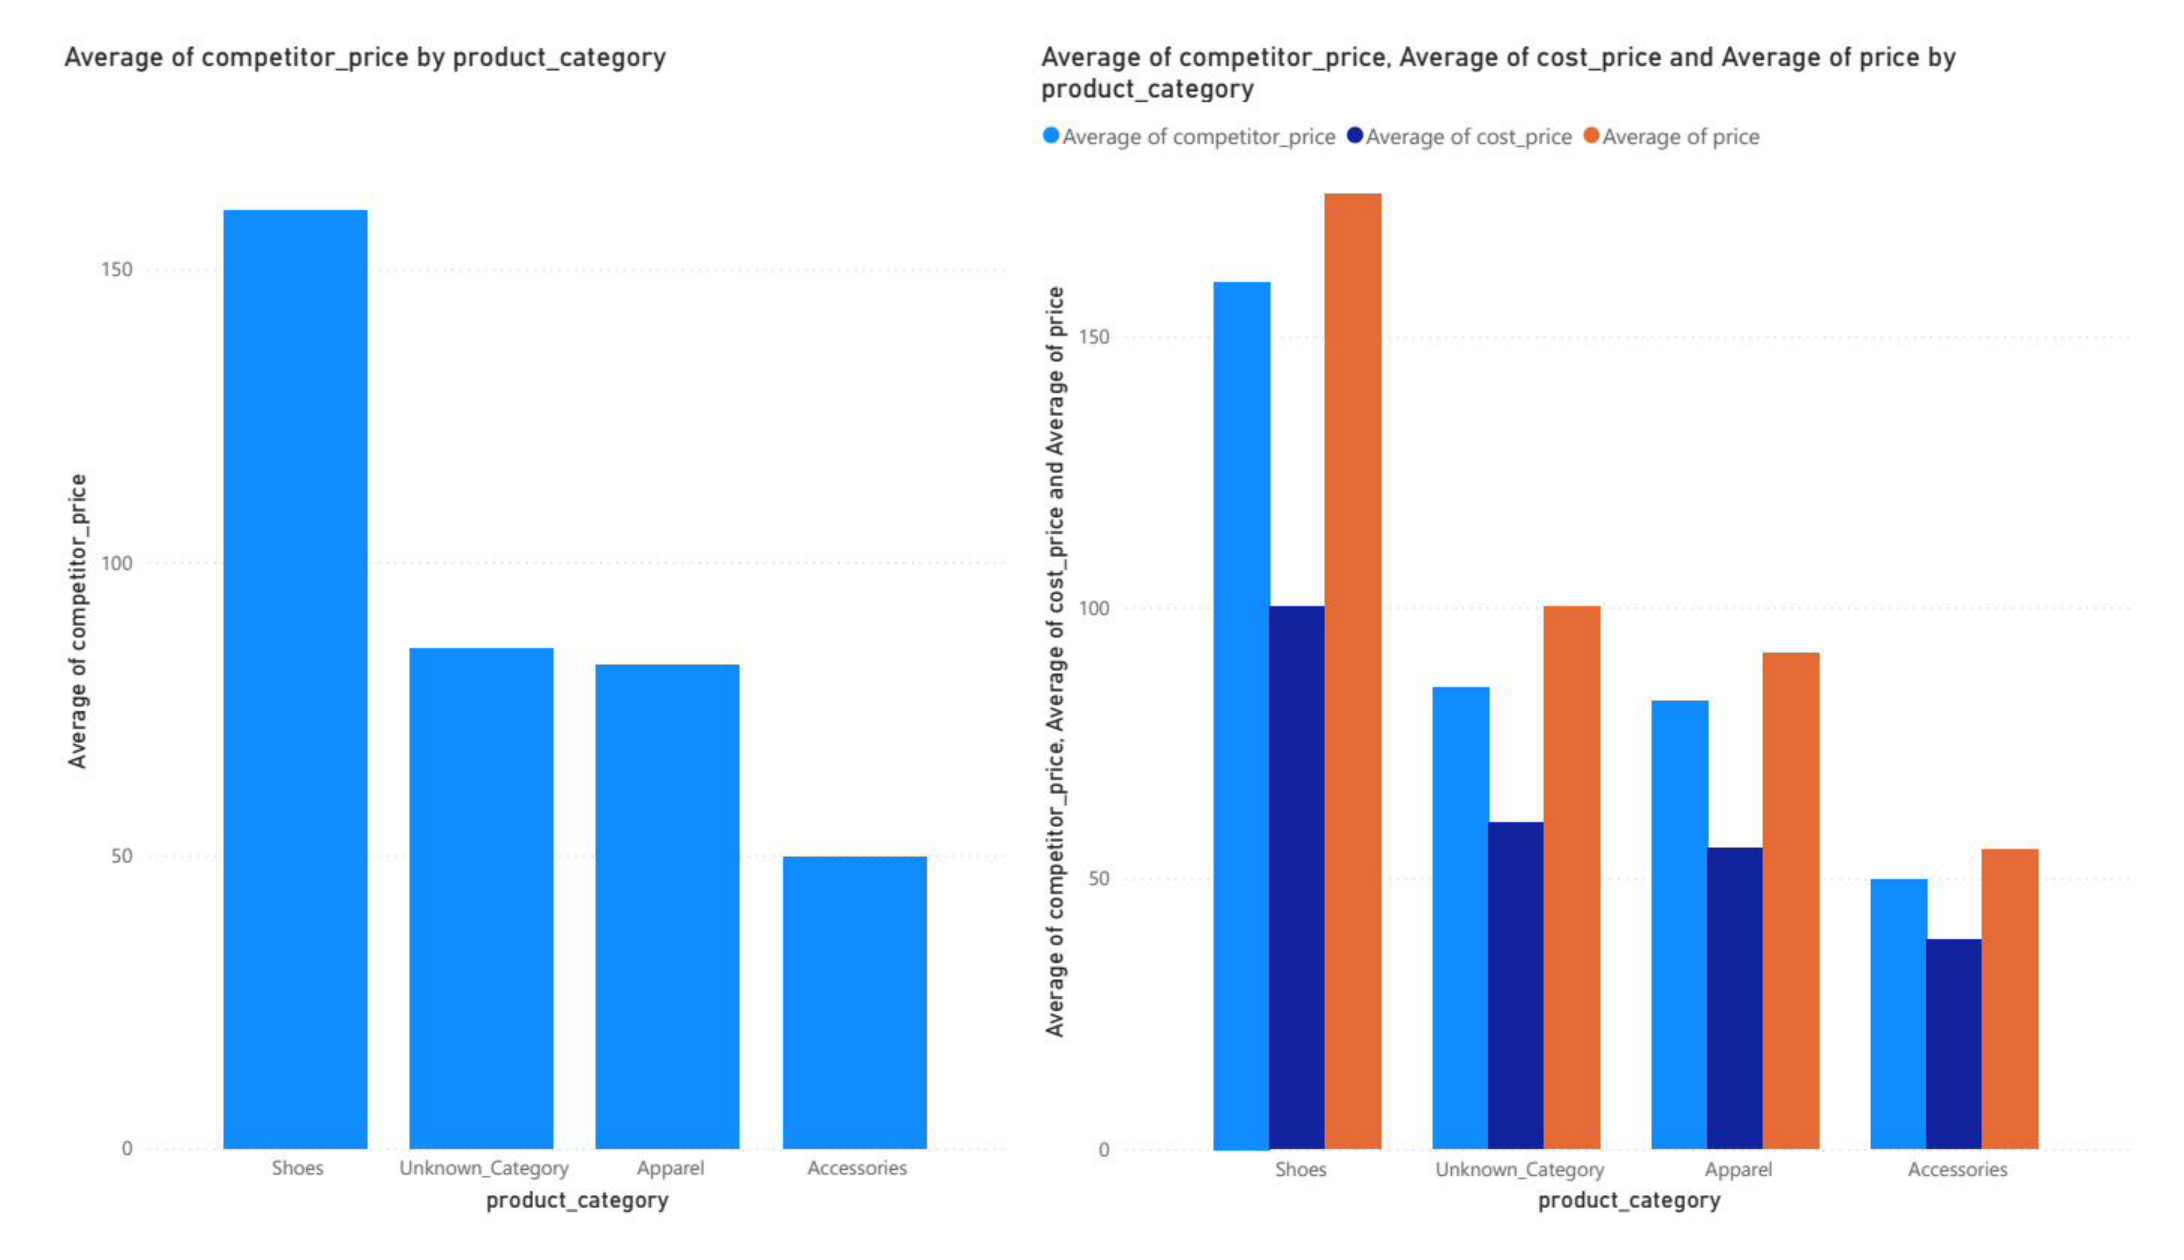 Average of competitor_price by product_category
Average of competitor_price
150
100
50
0
Shoes
Unknown_Category
Apparel
Accessories
product_category
Average of competitor_price, Average of cost_price and Average of price by
product_category
Average of competitor_price
Average of cost_price
Average of price
Average of competitor_price, Average of cost_price and Average of price
150
100
50
0
Shoes
Unknown_Category
Apparel
Accessories
product_category